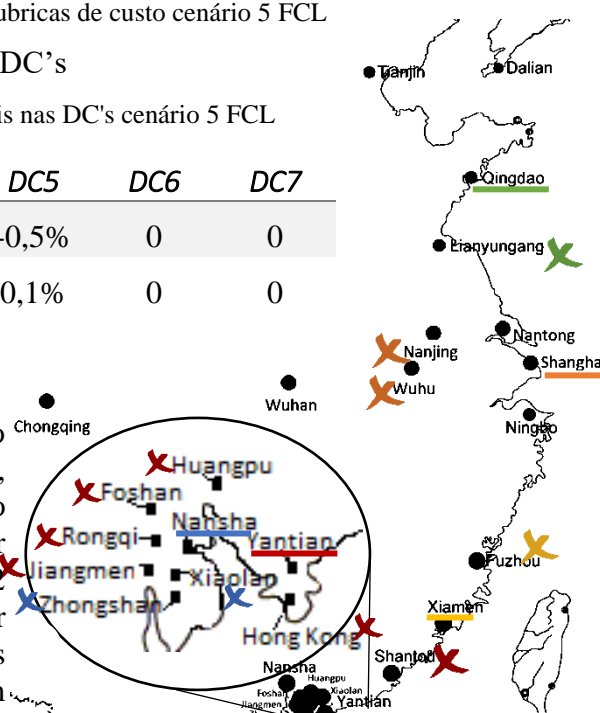 ubricas de custo cenário 5 FCL
DC's
is nas DC's cenário 5 FCL
DC5 DC6 DC7
-0,5% 0 0
0,1% 0 0
Tianjin
Dalian
Qingdao
Lianyungang
Nantong
Nanjing
Shangha
Wuhu
Wuhan
Chongqing
Ningbo
Huangpu
Foshan
Nansha
Rongqi
Yantian
Jiangmen
Xiaolan
Zhongshan
Hong Kong
Fuzhou
Xiamen
Shantou
Nansha
Huangpu
Foshan
Xiaolan
Jiangmen
Yantian